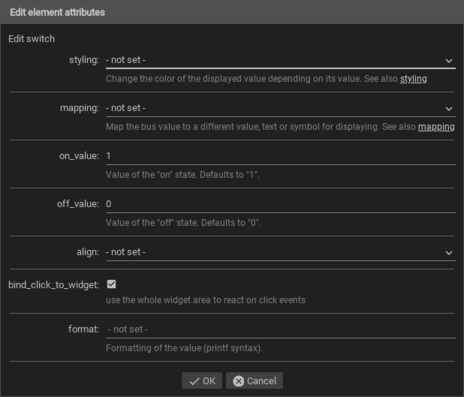 Edit element attributes
Edit switch
styling: - not set -
Change the color of the displayed value depending on its value. See also styling
mapping: - not set -
Map the bus value to a different value, text or symbol for displaying. See also mapping
on_value: 1
Value of the "on" state. Defaults to "1".
off_value: 0
Value of the "off" state. Defaults to "0".
align: - not set -
bind_click_to_widget:
use the whole widget area to react on click events
format: - not set -
Formatting of the value (printf syntax).
OK Cancel